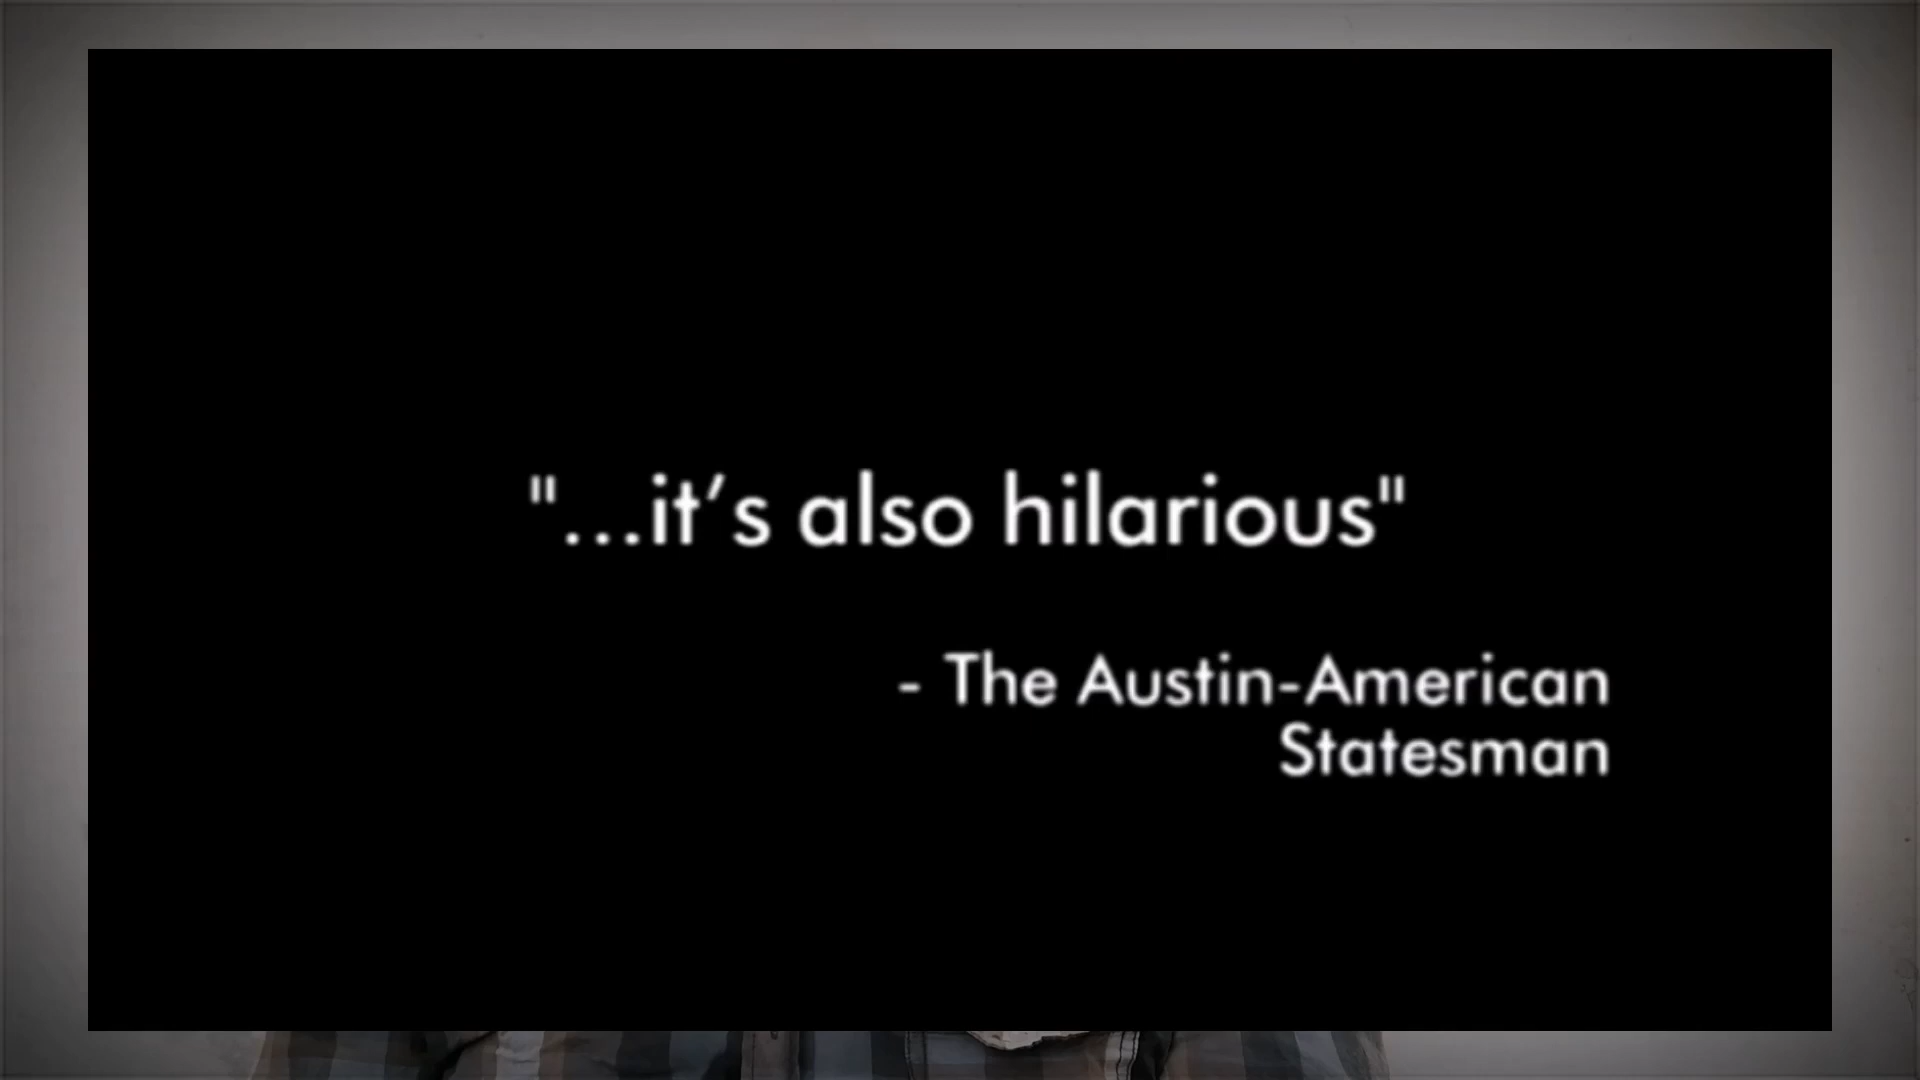 "...it's also hilarious"
- The Austin-American
Statesman